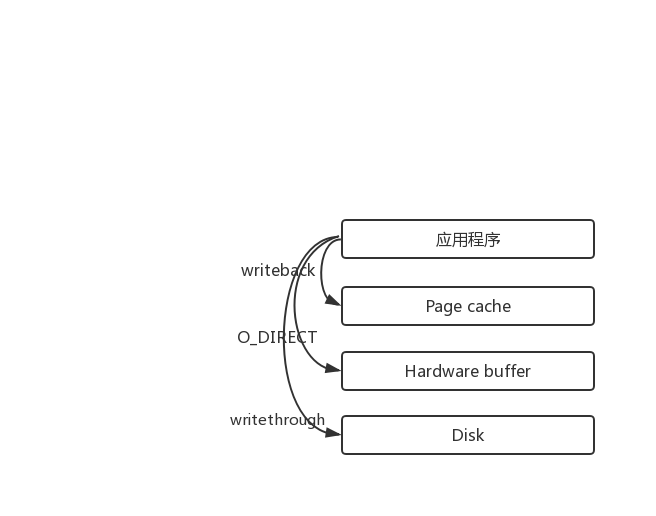 应用程序
writeback
Page cache
O_DIRECT
Hardware buffer
writethrough
Disk